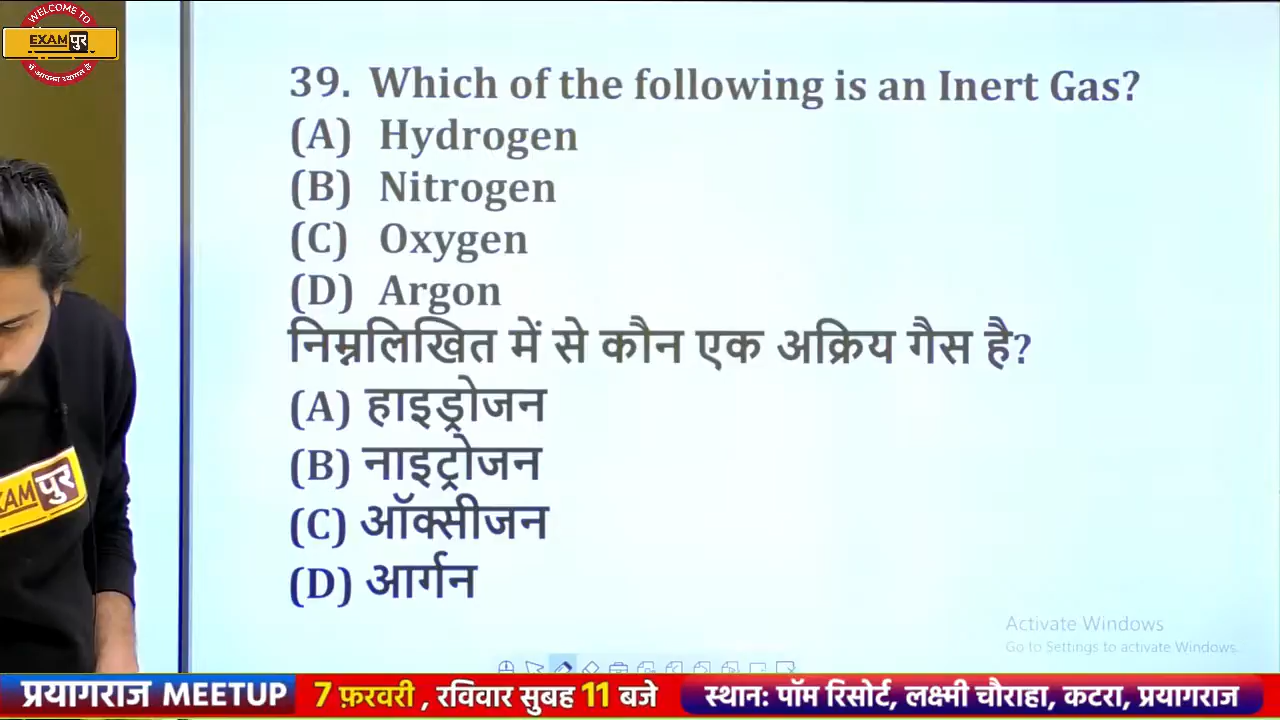 WELCOME TO
EXAMपुर
में आपका स्वागत है
39. Which of the following is an Inert Gas?
(A) Hydrogen
(B) Nitrogen
(C) Oxygen
(D) Argon
निम्नलिखित में से कौन एक अक्रिय गैस है?
(A) हाइड्रोजन
(B) नाइट्रोजन
(C) ऑक्सीजन
(D) आर्गन
EXAMपुर
Activate Windows
Go to Settings to activate Windows.
प्रयागराज MEETUP
7 फ़रवरी , रविवार सुबह 11 बजे
स्थान: पॉम रिसोर्ट, लक्ष्मी चौराहा, कटरा, प्रयागराज